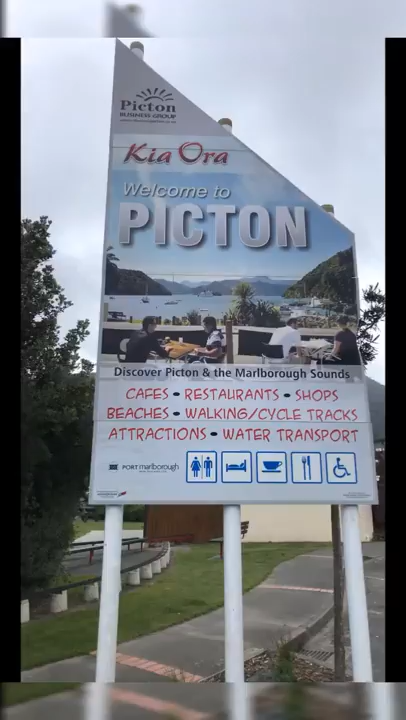 Picton
BUSINESS GROUP
Kia Ora
Welcome to
PICTON
Discover Picton & the Marlborough Sounds
CAFES • RESTAURANTS • SHOPS
BEACHES • WALKING/CYCLE TRACKS
ATTRACTIONS • WATER TRANSPORT
PORT marlborough